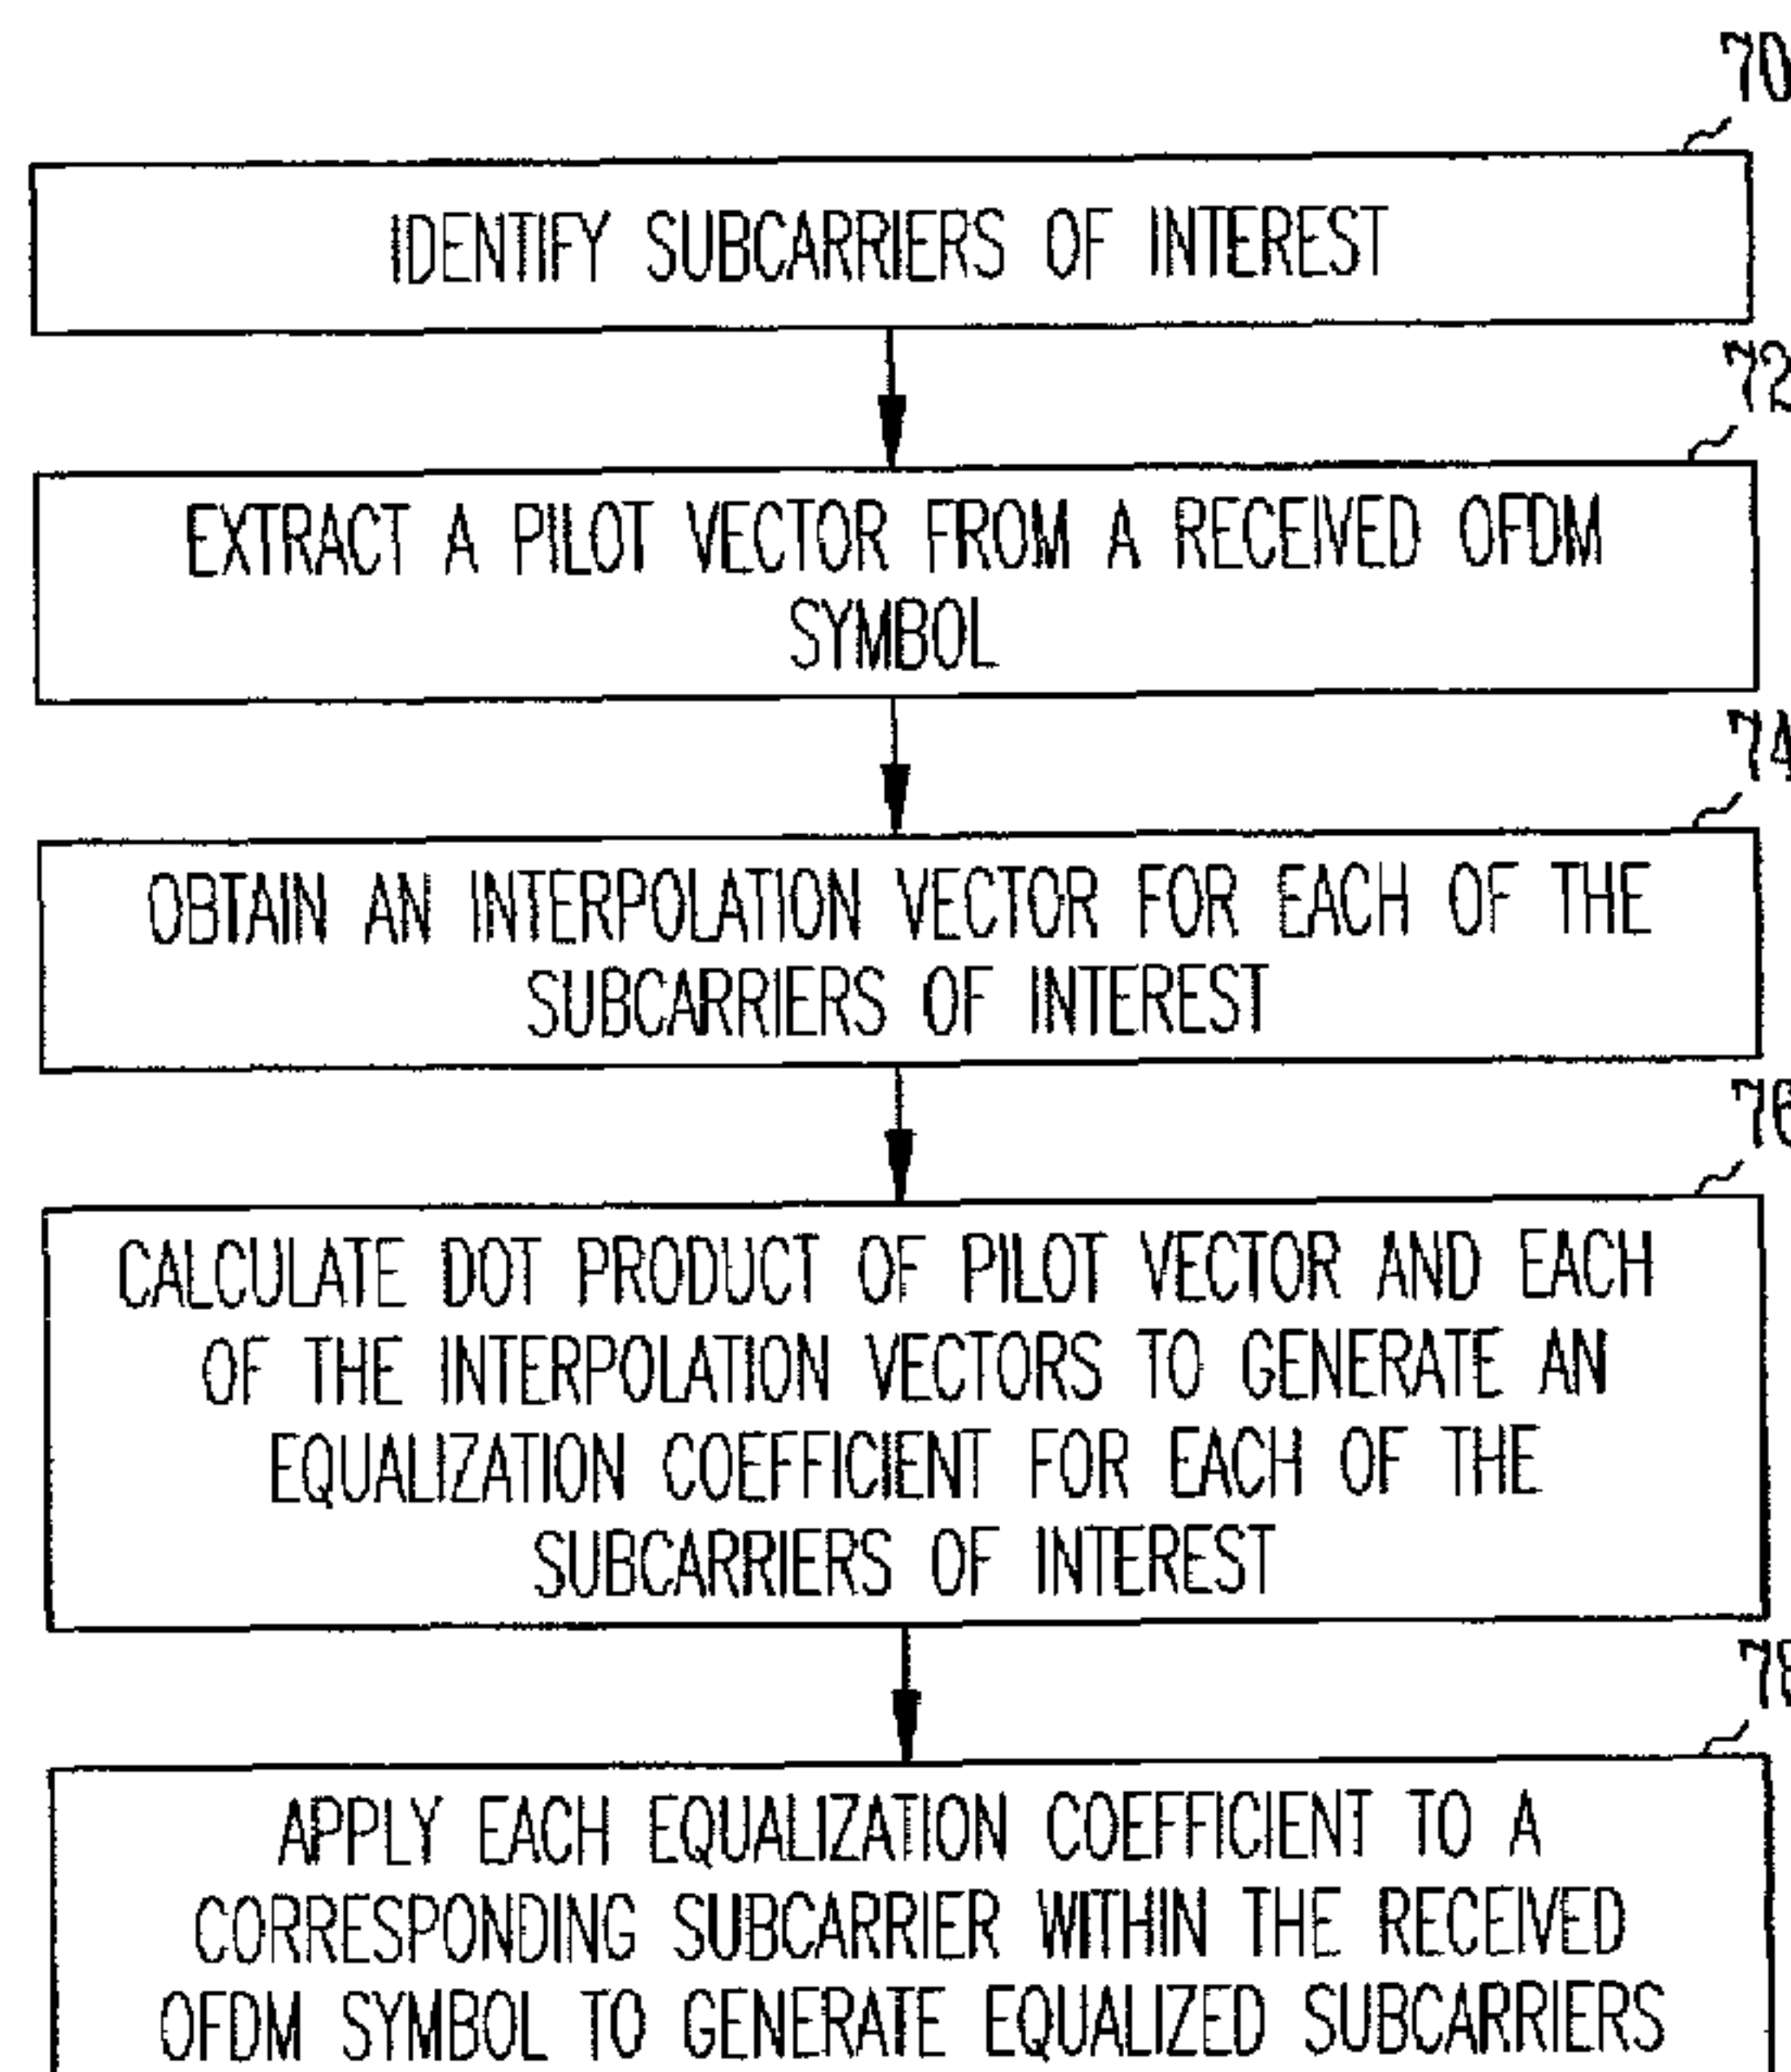 70
IDENTIFY SUBCARRIERS OF INTEREST
72
EXTRACT A PILOT VECTOR FROM A RECEIVED OFDM
SYMBOL
74
OBTAIN AN INTERPOLATION VECTOR FOR EACH OF THE
SUBCARRIERS OF INTEREST
76
CALCULATE DOT PRODUCT OF PILOT VECTOR AND EACH
OF THE INTERPOLATION VECTORS TO GENERATE AN
EQUALIZATION COEFFICIENT FOR EACH OF THE
SUBCARRIERS OF INTEREST
78
APPLY EACH EQUALIZATION COEFFICIENT TO A
CORRESPONDING SUBCARRIER WITHIN THE RECEIVED
OFDM SYMBOL TO GENERATE EQUALIZED SUBCARRIERS